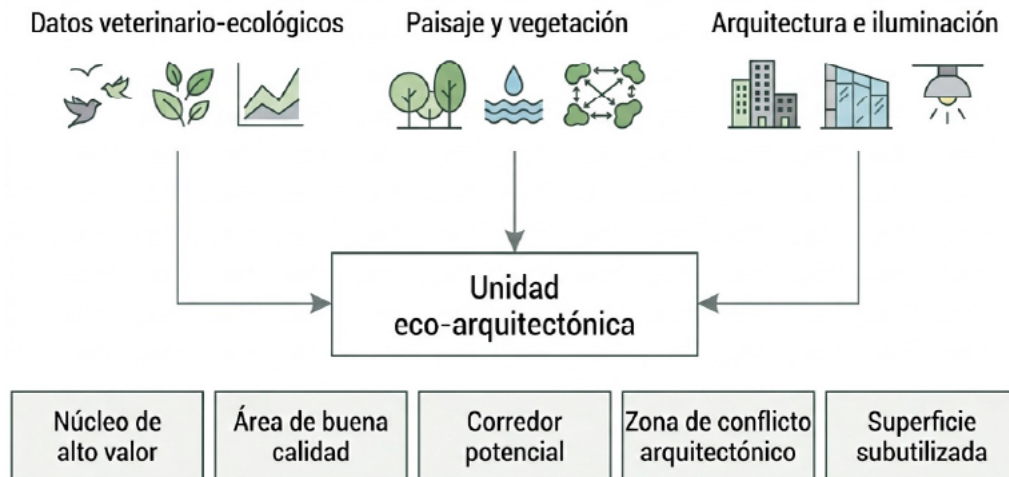 Datos veterinario-ecológicos
Paisaje y vegetación
Arquitectura e iluminación
Unidad
eco-arquitectónica
Núcleo de
alto valor
Área de buena
calidad
Corredor
potencial
Zona de conflicto
arquitectónico
Superficie
subutilizada